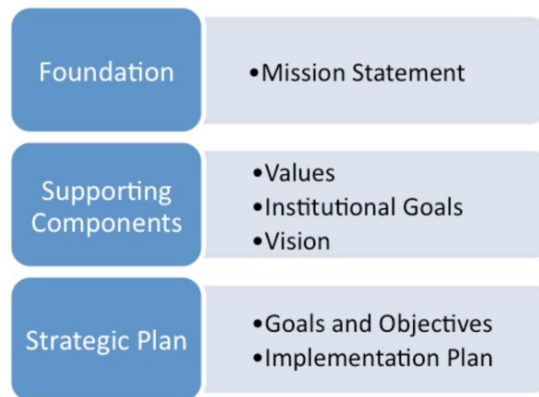 Foundation
•Mission Statement
Supporting
Components
•Values
•Institutional Goals
•Vision
Strategic Plan
•Goals and Objectives
•Implementation Plan